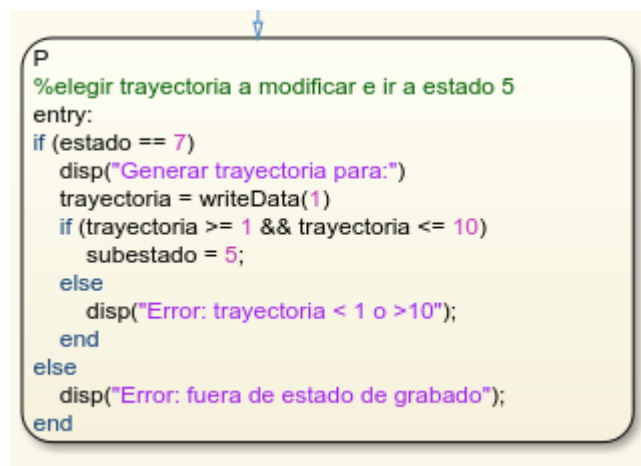 P
%elegir trayectoria a modificar e ir a estado 5
entry:
if (estado == 7)
disp("Generar trayectoria para:")
trayectoria = writeData(1)
if (trayectoria >= 1 && trayectoria <= 10)
subestado = 5;
else
disp("Error: trayectoria < 1 o >10");
end
else
disp("Error: fuera de estado de grabado");
end